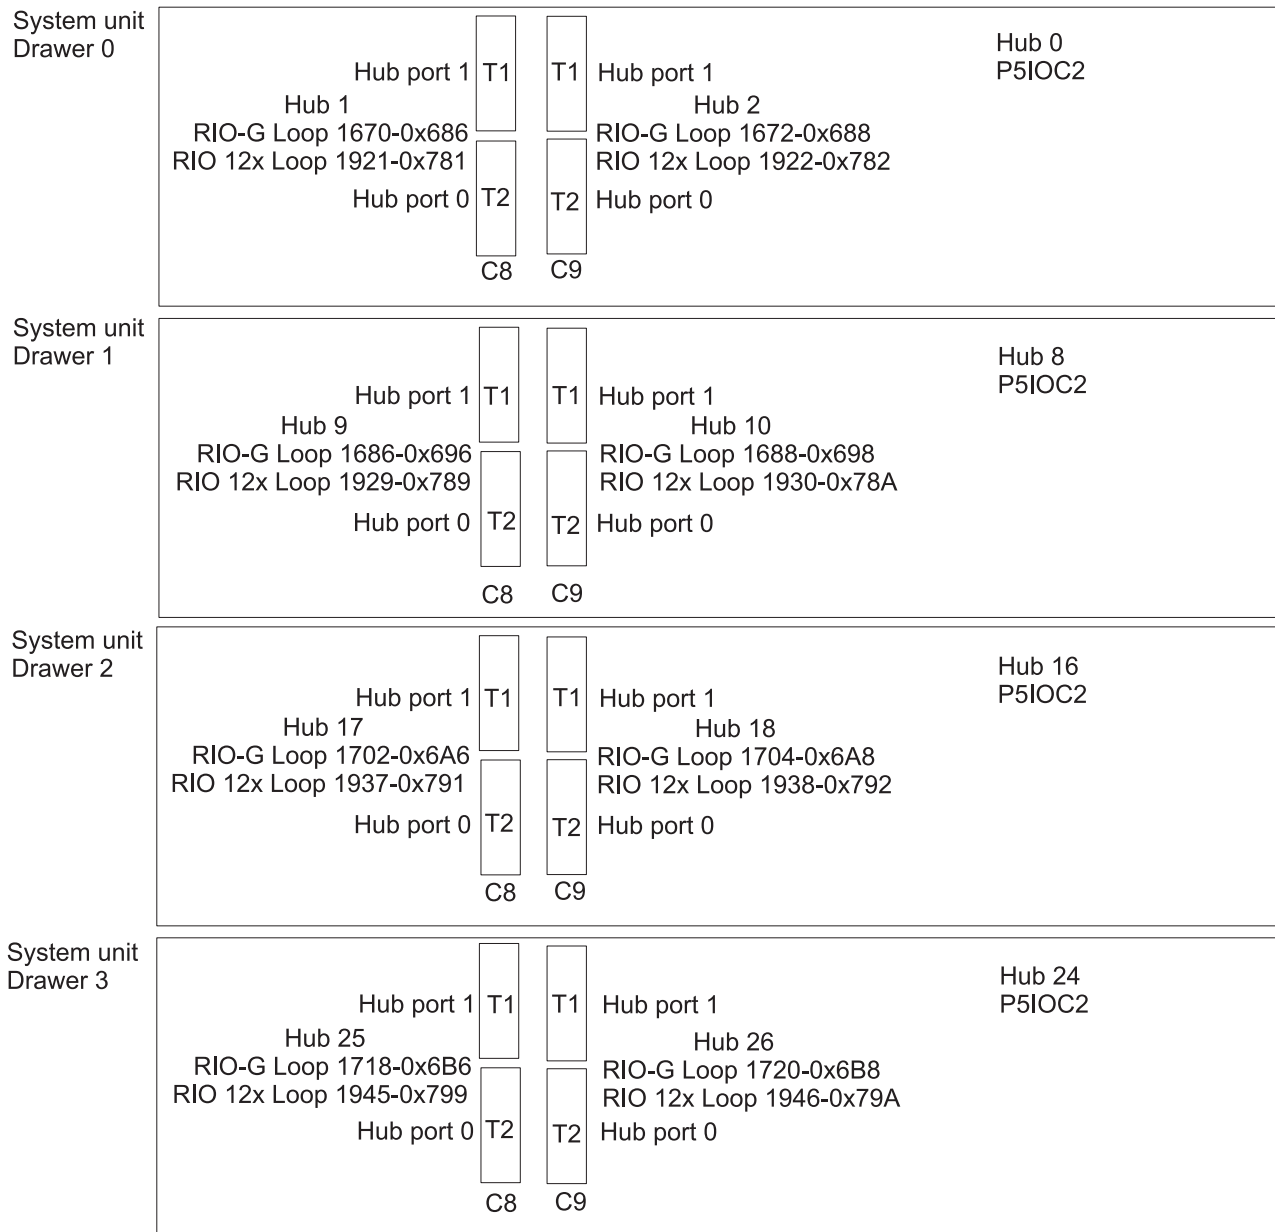 System unit
Drawer 0
Hub 0
P5IOC2
Hub port 1 T1 T1 Hub port 1
Hub 1 Hub 2
RIO-G Loop 1670-0x686 RIO-G Loop 1672-0x688
RIO 12x Loop 1921-0x781 RIO 12x Loop 1922-0x782
Hub port 0 T2 T2 Hub port 0
C8 C9
System unit
Drawer 1
Hub 8
P5IOC2
Hub port 1 T1 T1 Hub port 1
Hub 9 Hub 10
RIO-G Loop 1686-0x696 RIO-G Loop 1688-0x698
RIO 12x Loop 1929-0x789 RIO 12x Loop 1930-0x78A
Hub port 0 T2 T2 Hub port 0
C8 C9
System unit
Drawer 2
Hub 16
P5IOC2
Hub port 1 T1 T1 Hub port 1
Hub 17 Hub 18
RIO-G Loop 1702-0x6A6 RIO-G Loop 1704-0x6A8
RIO 12x Loop 1937-0x791 RIO 12x Loop 1938-0x792
Hub port 0 T2 T2 Hub port 0
C8 C9
System unit
Drawer 3
Hub 24
P5IOC2
Hub port 1 T1 T1 Hub port 1
Hub 25 Hub 26
RIO-G Loop 1718-0x6B6 RIO-G Loop 1720-0x6B8
RIO 12x Loop 1945-0x799 RIO 12x Loop 1946-0x79A
Hub port 0 T2 T2 Hub port 0
C8 C9